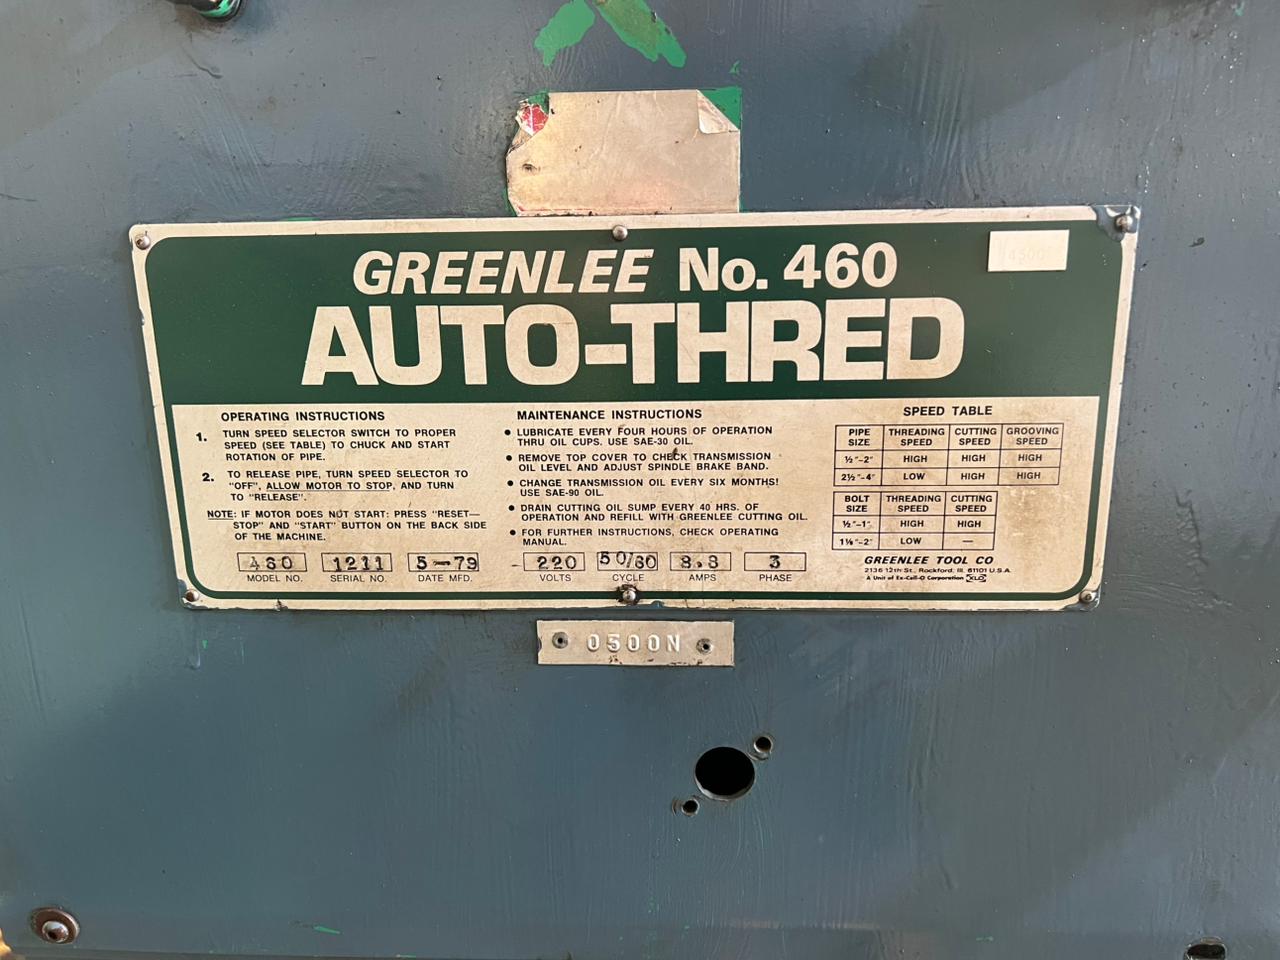 GREENLEE No. 460
AUTO-THRED
OPERATING INSTRUCTIONS
1. TURN SPEED SELECTOR SWITCH TO PROPER
SPEED (SEE TABLE) TO CHUCK AND START
ROTATION OF PIPE.
2. TO RELEASE PIPE, TURN SPEED SELECTOR TO
"OFF", ALLOW MOTOR TO STOP, AND TURN
TO "RELEASE".
NOTE: IF MOTOR DOES NOT START: PRESS "RESET—
STOP" AND "START" BUTTON ON THE BACK SIDE
OF THE MACHINE.
MAINTENANCE INSTRUCTIONS
• LUBRICATE EVERY FOUR HOURS OF OPERATION
THRU OIL CUPS. USE SAE-30 OIL.
• REMOVE TOP COVER TO CHECK TRANSMISSION
OIL LEVEL AND ADJUST SPINDLE BRAKE BAND.
• CHANGE TRANSMISSION OIL EVERY SIX MONTHS!
USE SAE-90 OIL.
• DRAIN CUTTING OIL SUMP EVERY 40 HRS. OF
OPERATION AND REFILL WITH GREENLEE CUTTING OIL.
• FOR FURTHER INSTRUCTIONS, CHECK OPERATING
MANUAL.
SPEED TABLE
PIPE SIZE THREADING SPEED CUTTING SPEED GROOVING SPEED
½"-2" HIGH HIGH HIGH
2½"-4" LOW HIGH HIGH
BOLT SIZE THREADING SPEED CUTTING SPEED
½"-1" HIGH HIGH
1⅛"-2" LOW —
460 1211 5-79 220 50/60 8.8 3
MODEL NO. SERIAL NO. DATE MFD. VOLTS CYCLE AMPS PHASE
GREENLEE TOOL CO
2136 12th St., Rockford, Ill. 61101 U.S.A.
A Unit of Ex-Cell-O Corporation XLO
0500N